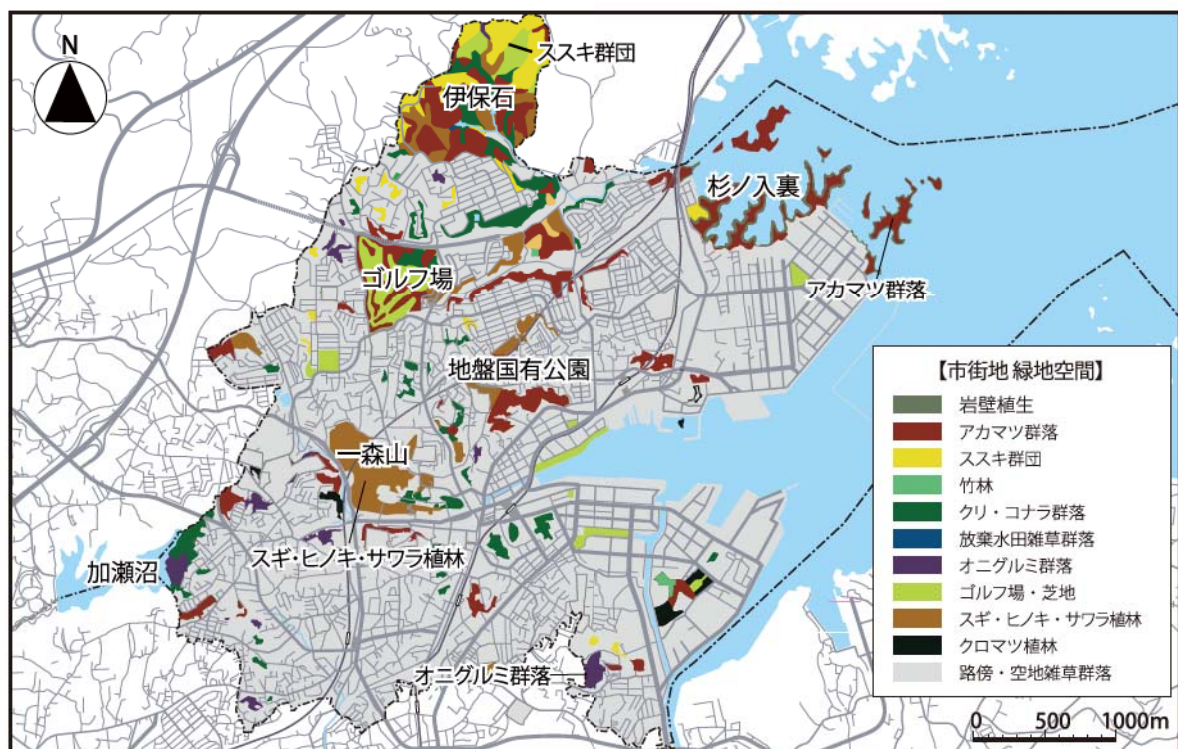 N
ススキ群団
伊保石
杉ノ入裏
ゴルフ場
アカマツ群落
地盤国有公園
一森山
スギ・ヒノキ・サワラ植林
加瀬沼
オニグルミ群落
【市街地 緑地空間】
岩壁植生
アカマツ群落
ススキ群団
竹林
クリ・コナラ群落
放棄水田雑草群落
オニグルミ群落
ゴルフ場・芝地
スギ・ヒノキ・サワラ植林
クロマツ植林
路傍・空地雑草群落
0 500 1000m